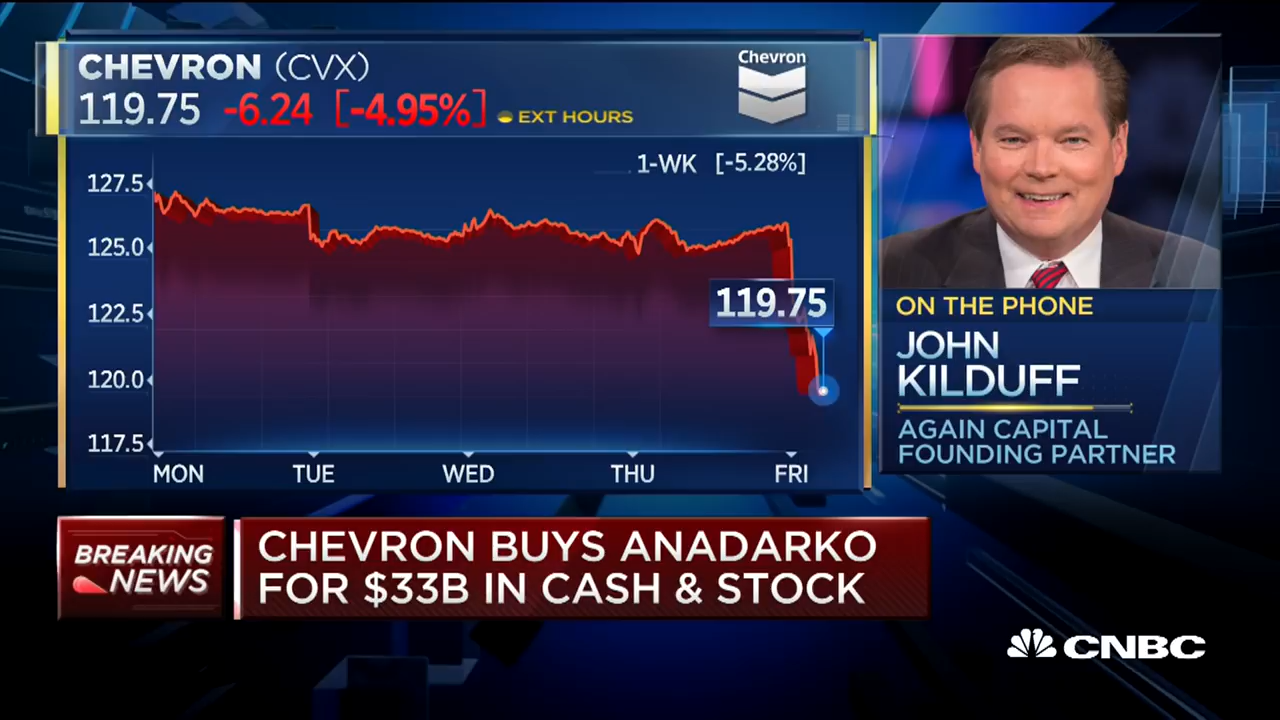 CHEVRON (CVX)
119.75 -6.24 [-4.95%] EXT HOURS
Chevron
1-WK [-5.28%]
127.5
125.0
122.5
120.0
117.5
119.75
MON TUE WED THU FRI
ON THE PHONE
JOHN
KILDUFF
AGAIN CAPITAL
FOUNDING PARTNER
BREAKING
NEWS
CHEVRON BUYS ANADARKO
FOR $33B IN CASH & STOCK
CNBC